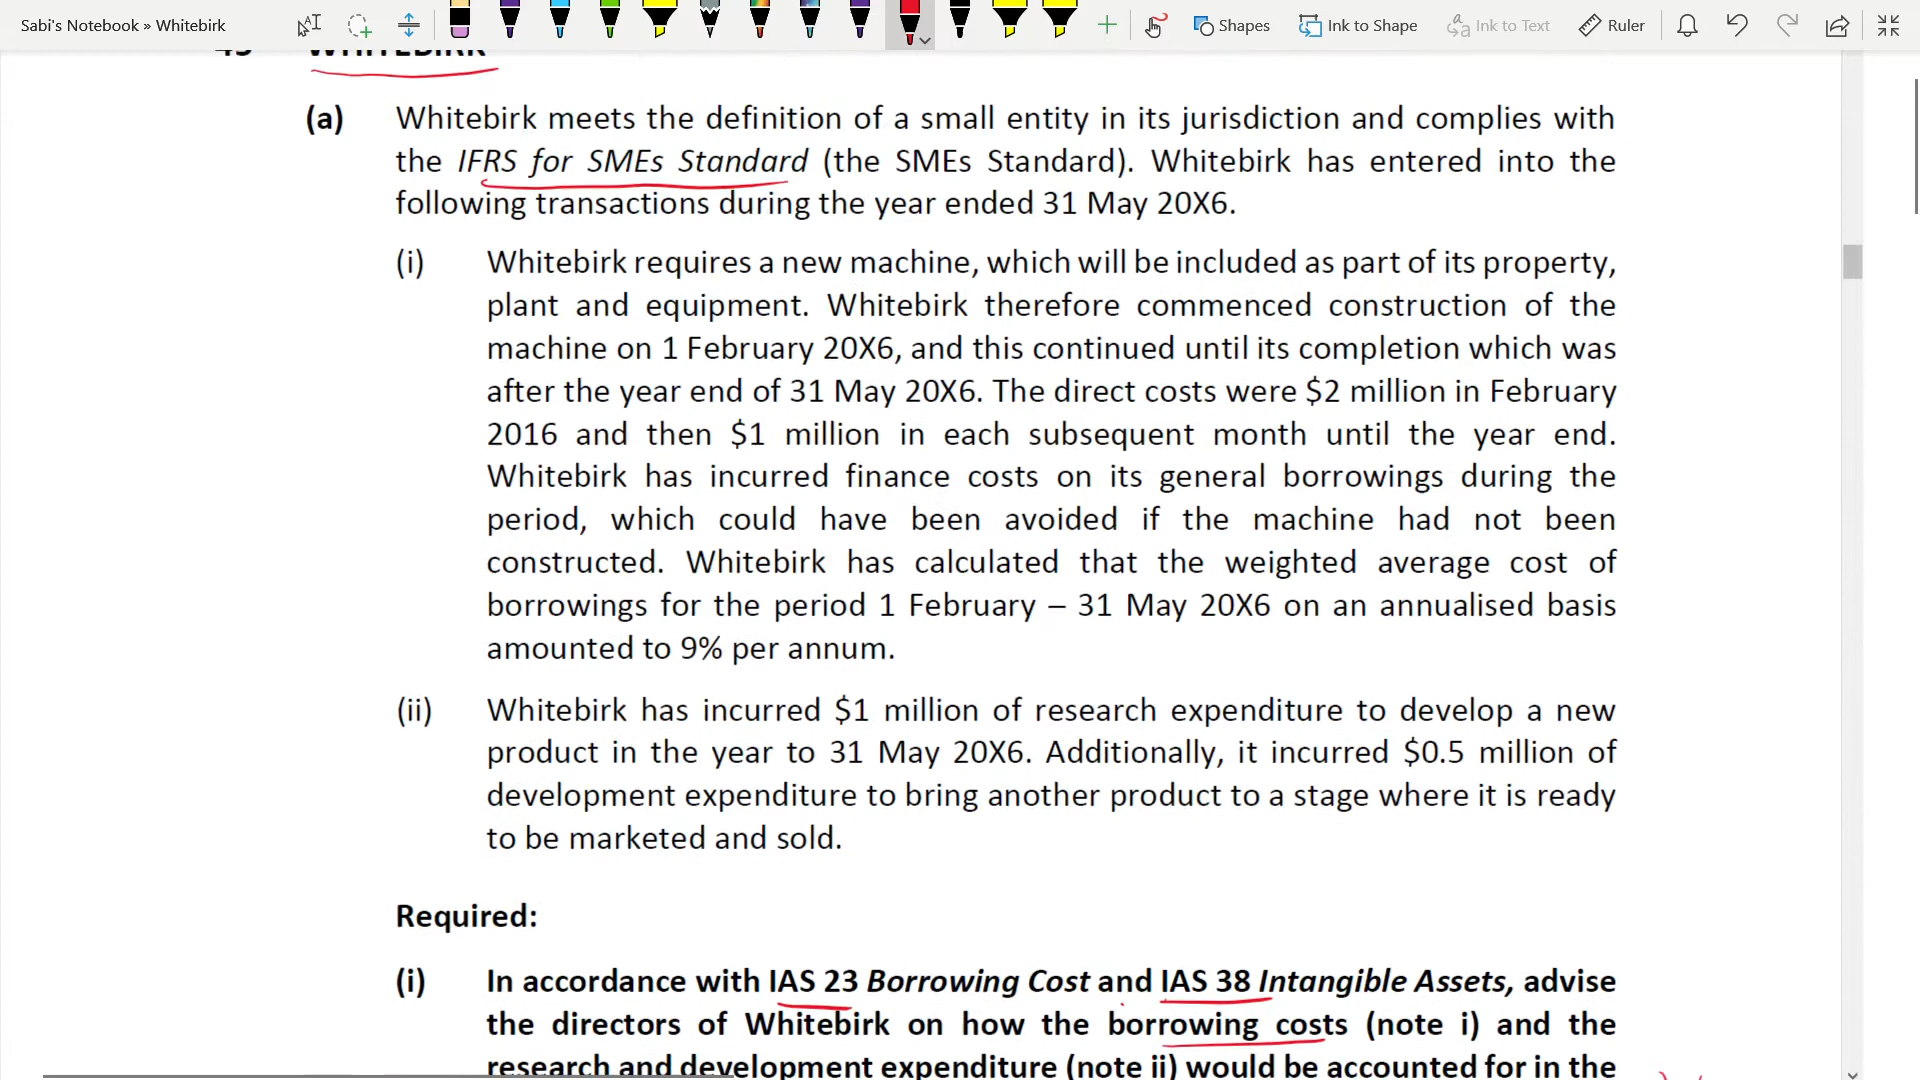 Sabi's Notebook » Whitebirk
Shapes
Ink to Shape
Ink to Text
Ruler
WHITEBIRK
(a) Whitebirk meets the definition of a small entity in its jurisdiction and complies with
the IFRS for SMEs Standard (the SMEs Standard). Whitebirk has entered into the
following transactions during the year ended 31 May 20X6.
(i) Whitebirk requires a new machine, which will be included as part of its property,
plant and equipment. Whitebirk therefore commenced construction of the
machine on 1 February 20X6, and this continued until its completion which was
after the year end of 31 May 20X6. The direct costs were $2 million in February
2016 and then $1 million in each subsequent month until the year end.
Whitebirk has incurred finance costs on its general borrowings during the
period, which could have been avoided if the machine had not been
constructed. Whitebirk has calculated that the weighted average cost of
borrowings for the period 1 February – 31 May 20X6 on an annualised basis
amounted to 9% per annum.
(ii) Whitebirk has incurred $1 million of research expenditure to develop a new
product in the year to 31 May 20X6. Additionally, it incurred $0.5 million of
development expenditure to bring another product to a stage where it is ready
to be marketed and sold.
Required:
(i) In accordance with IAS 23 Borrowing Cost and IAS 38 Intangible Assets, advise
the directors of Whitebirk on how the borrowing costs (note i) and the
research and development expenditure (note ii) would be accounted for in the